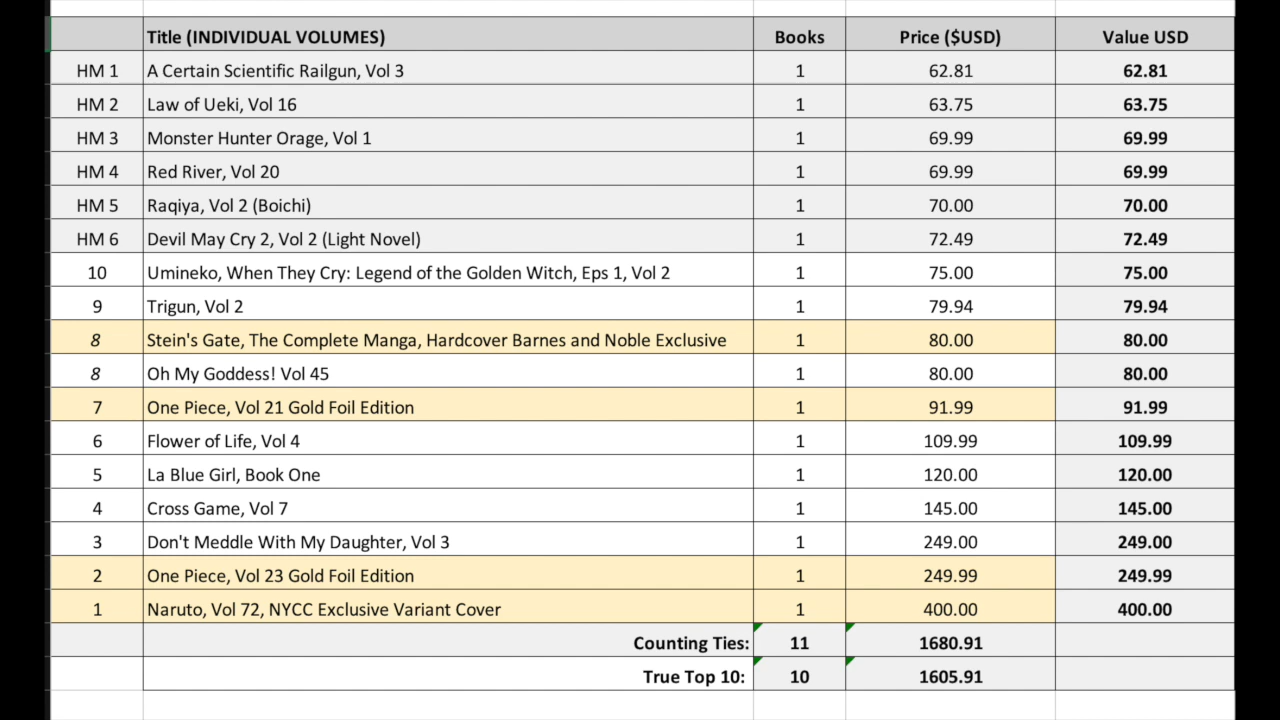 Title (INDIVIDUAL VOLUMES) Books Price ($USD) Value USD
HM 1 A Certain Scientific Railgun, Vol 3 1 62.81 62.81
HM 2 Law of Ueki, Vol 16 1 63.75 63.75
HM 3 Monster Hunter Orage, Vol 1 1 69.99 69.99
HM 4 Red River, Vol 20 1 69.99 69.99
HM 5 Raqiya, Vol 2 (Boichi) 1 70.00 70.00
HM 6 Devil May Cry 2, Vol 2 (Light Novel) 1 72.49 72.49
10 Umineko, When They Cry: Legend of the Golden Witch, Eps 1, Vol 2 1 75.00 75.00
9 Trigun, Vol 2 1 79.94 79.94
8 Stein's Gate, The Complete Manga, Hardcover Barnes and Noble Exclusive 1 80.00 80.00
8 Oh My Goddess! Vol 45 1 80.00 80.00
7 One Piece, Vol 21 Gold Foil Edition 1 91.99 91.99
6 Flower of Life, Vol 4 1 109.99 109.99
5 La Blue Girl, Book One 1 120.00 120.00
4 Cross Game, Vol 7 1 145.00 145.00
3 Don't Meddle With My Daughter, Vol 3 1 249.00 249.00
2 One Piece, Vol 23 Gold Foil Edition 1 249.99 249.99
1 Naruto, Vol 72, NYCC Exclusive Variant Cover 1 400.00 400.00
Counting Ties: 11 1680.91
True Top 10: 10 1605.91